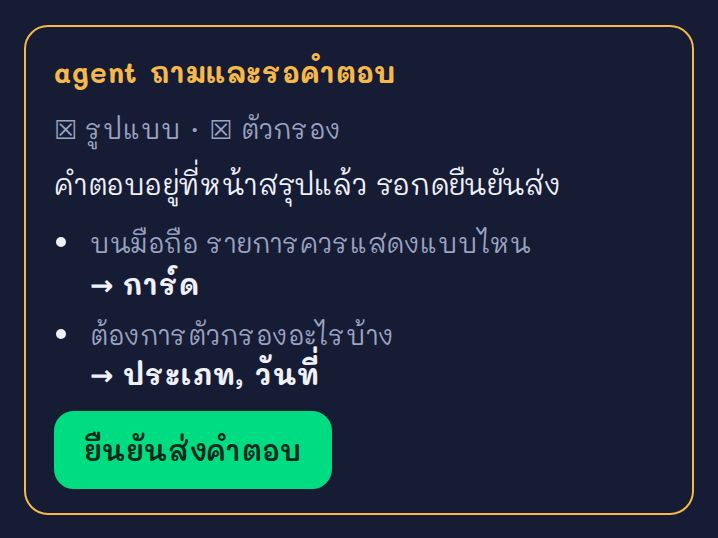 agent ถามและรอคำตอบ
☒ รูปแบบ · ☒ ตัวกรอง
คำตอบอยู่ที่หน้าสรุปแล้ว รอกดยืนยันส่ง
• บนมือถือ รายการควรแสดงแบบไหน
→ การ์ด
• ต้องการตัวกรองอะไรบ้าง
→ ประเภท, วันที่
ยืนยันส่งคำตอบ